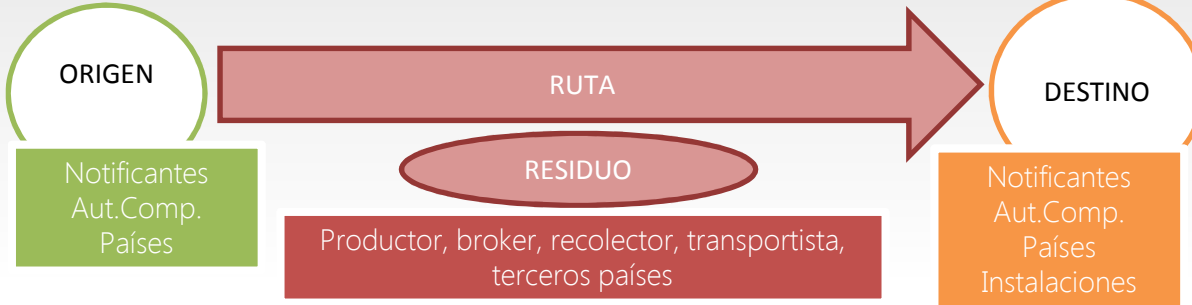 ORIGEN
Notificantes
Aut.Comp.
Países
RUTA
RESIDUO
Productor, broker, recolector, transportista,
terceros países
DESTINO
Notificantes
Aut.Comp.
Países
Instalaciones